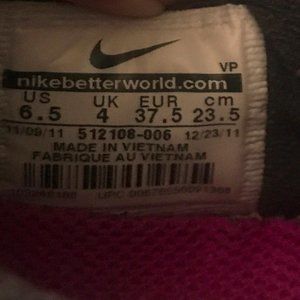 VP
nikebetterworld.com
US UK EUR cm
6.5 4 37.5 23.5
11/09/11 512108-006 12/23/11
MADE IN VIETNAM
FABRIQUE AU VIETNAM
UPC